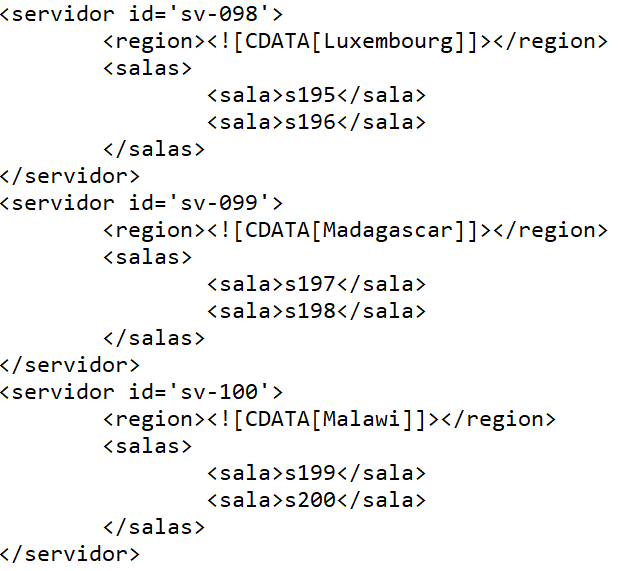 <servidor id='sv-098'>
	<region><![CDATA[Luxembourg]]></region>
	<salas>
		<sala>s195</sala>
		<sala>s196</sala>
	</salas>
</servidor>
<servidor id='sv-099'>
	<region><![CDATA[Madagascar]]></region>
	<salas>
		<sala>s197</sala>
		<sala>s198</sala>
	</salas>
</servidor>
<servidor id='sv-100'>
	<region><![CDATA[Malawi]]></region>
	<salas>
		<sala>s199</sala>
		<sala>s200</sala>
	</salas>
</servidor>